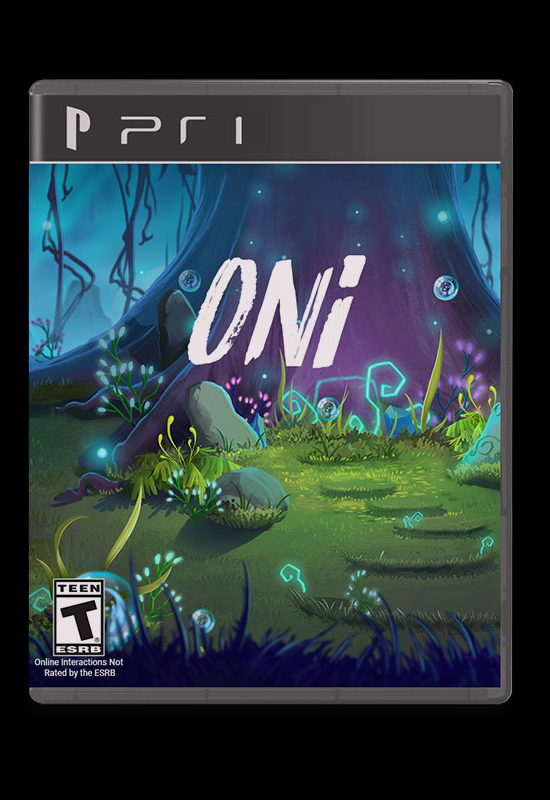 PRI
ONi
TEEN
T
ESRB
Online Interactions Not
Rated by the ESRB